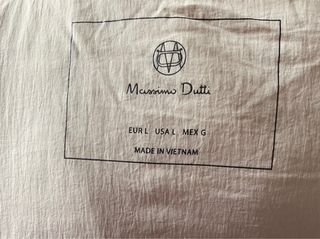 Massimo Dutti
EUR L USA L MEX G
MADE IN VIETNAM